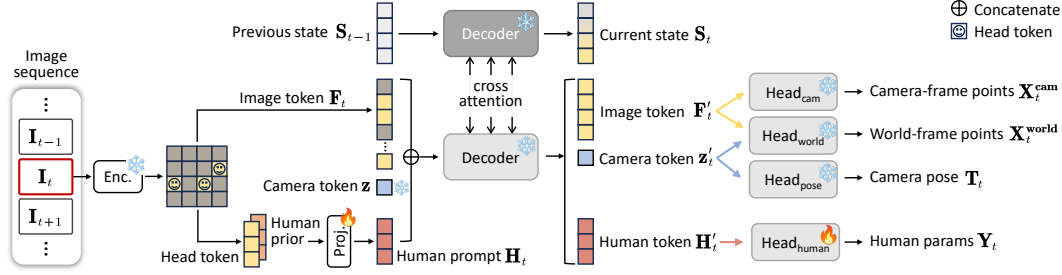 Previous state S_{t−1}
Decoder
Current state S_t
⊕ Concatenate
Head token
Image
sequence
⋮
I_{t−1}
I_t
I_{t+1}
⋮
Enc.
Image token F_t
Camera token z
Head token
Human
prior
Proj.
Human prompt H_t
cross
attention
Decoder
Image token F′_t
Camera token z′_t
Human token H′_t
Head_cam
Camera-frame points X_t^cam
Head_world
World-frame points X_t^world
Head_pose
Camera pose T_t
Head_human
Human params Y_t